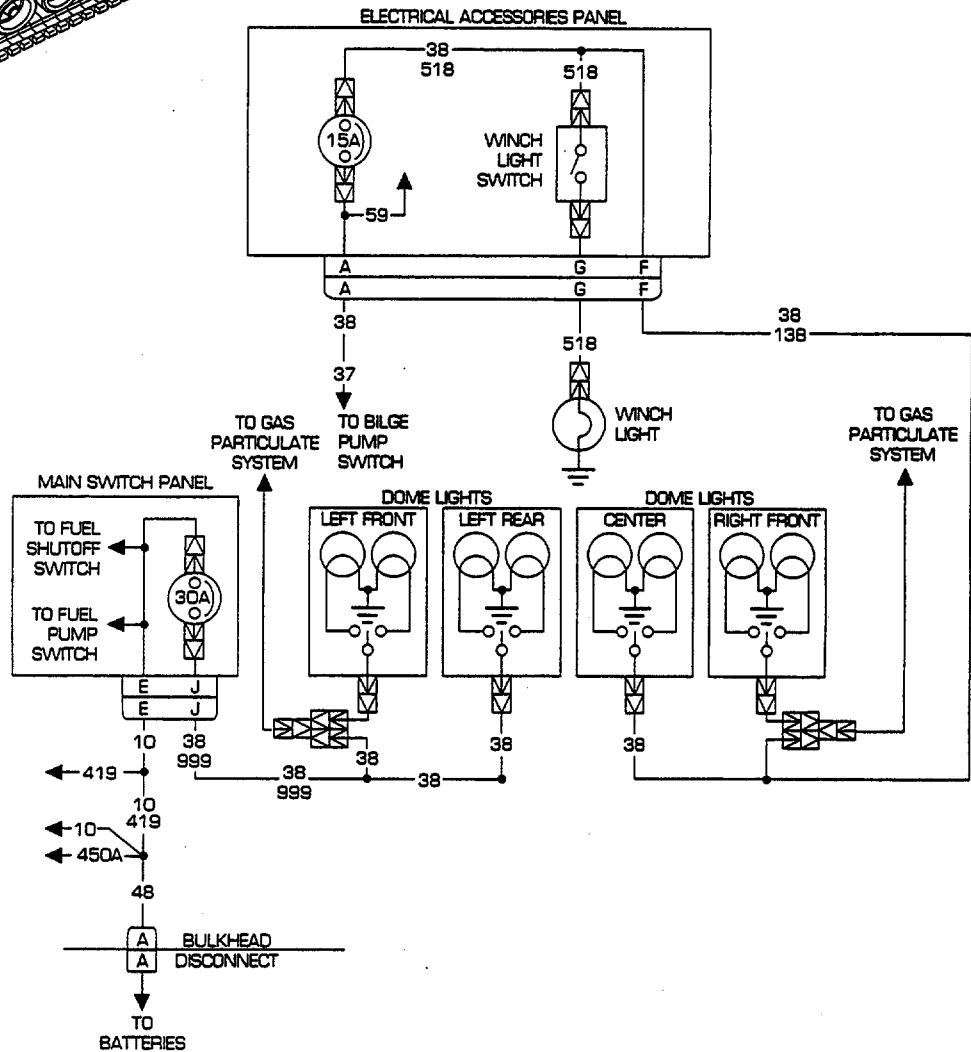 ELECTRICAL ACCESSORIES PANEL
38
518
518
15A
WINCH
LIGHT
SWITCH
59
A
G
F
A
G
F
38
38
138
518
37
TO GAS
PARTICULATE
SYSTEM
TO BILGE
PUMP
SWITCH
WINCH
LIGHT
TO GAS
PARTICULATE
SYSTEM
MAIN SWITCH PANEL
DOME LIGHTS
DOME LIGHTS
LEFT FRONT
LEFT REAR
CENTER
RIGHT FRONT
TO FUEL
SHUTOFF
SWITCH
30A
TO FUEL
PUMP
SWITCH
E
J
E
J
10
38
999
38
38
38
419
38
999
38
10
419
10
450A
48
A
BULKHEAD
A
DISCONNECT
TO
BATTERIES